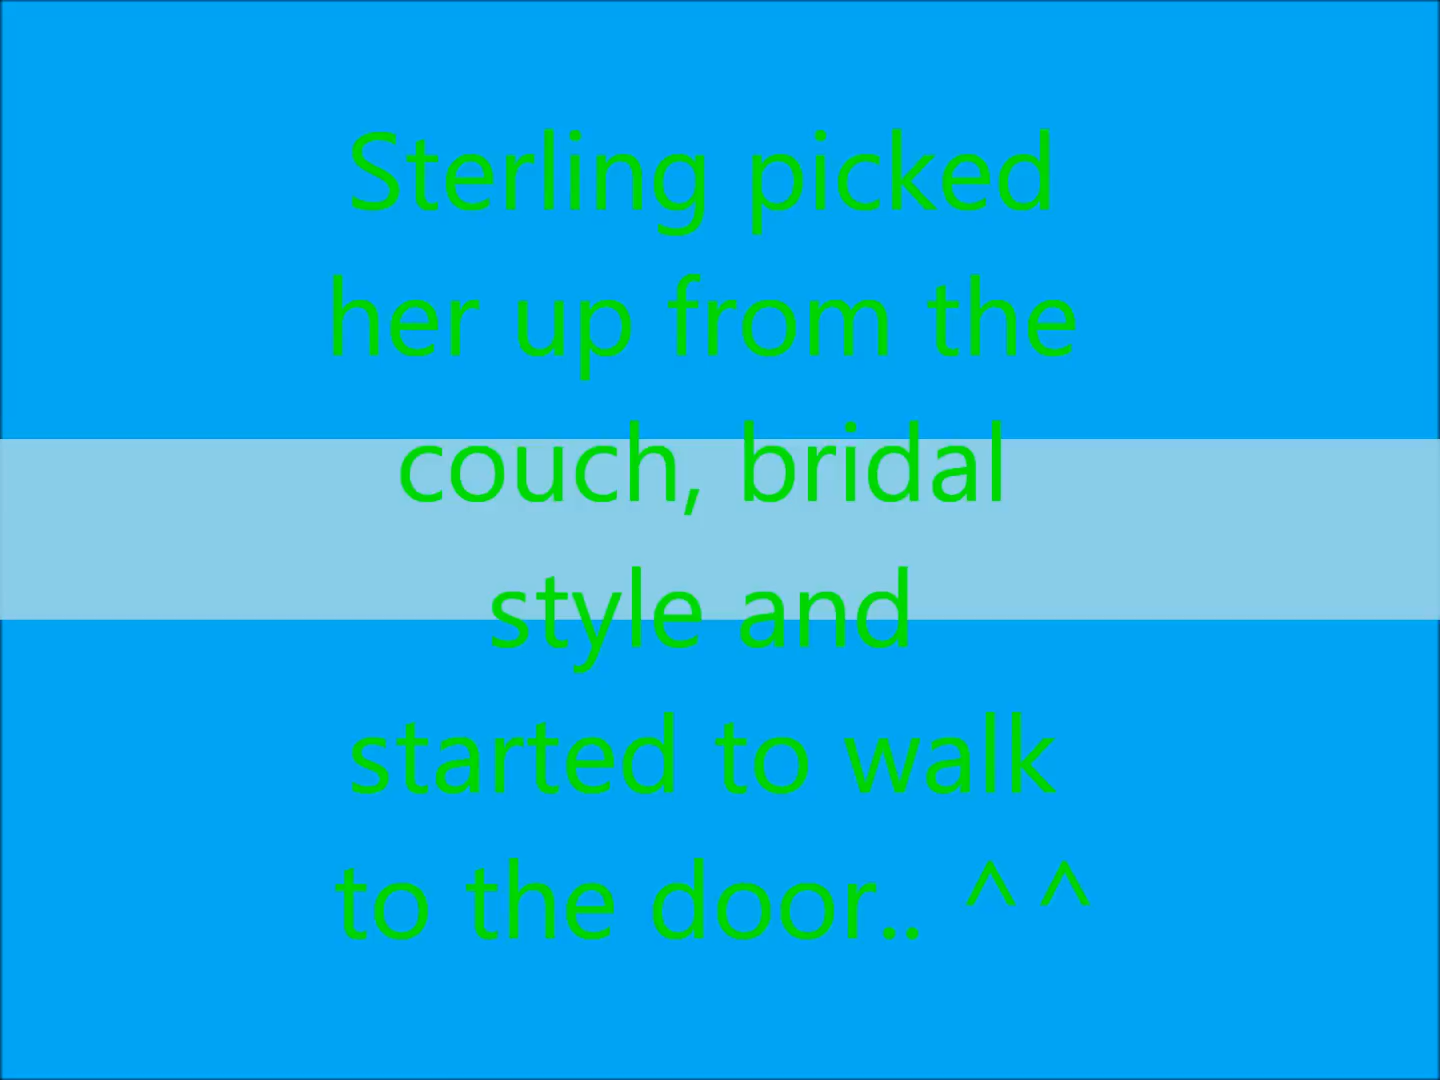 Sterling picked
her up from the
couch, bridal
style and
started to walk
to the door.. ^^